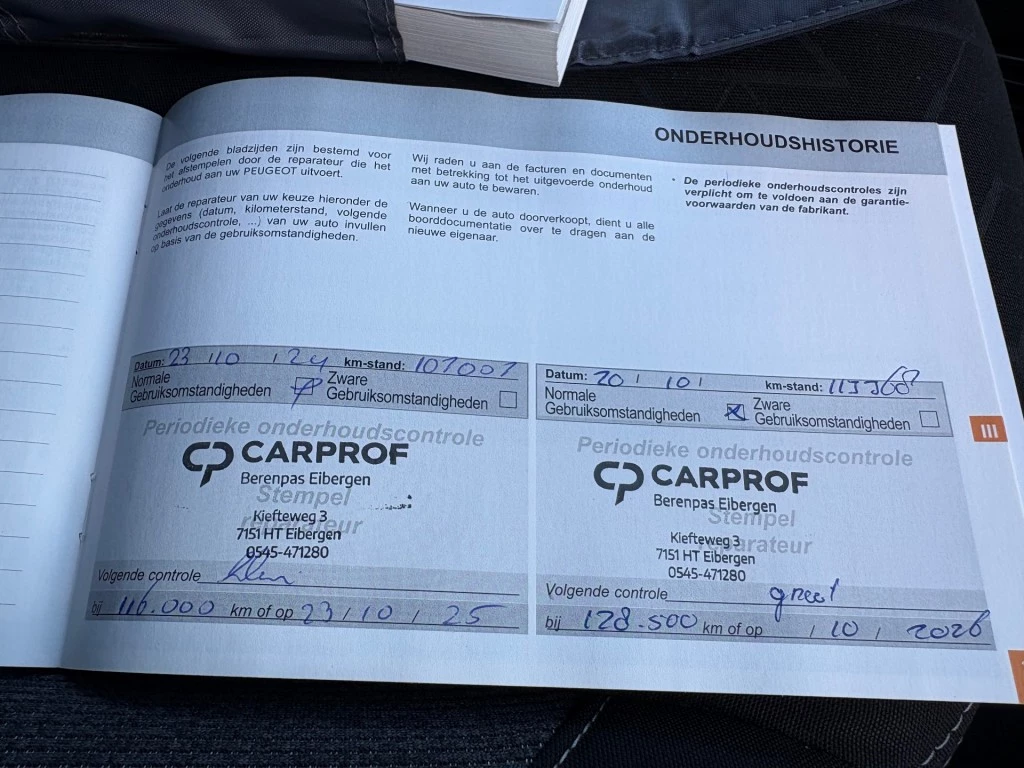 ONDERHOUDSHISTORIE
De volgende bladzijden zijn bestemd voor
het afstempelen door de reparateur die het
onderhoud aan uw PEUGEOT uitvoert.
Laat de reparateur van uw keuze hieronder de
gegevens (datum, kilometerstand, volgende
onderhoudscontrole, ...) van uw auto invullen
op basis van de gebruiksomstandigheden.
Wij raden u aan de facturen en documenten
met betrekking tot het uitgevoerde onderhoud
aan uw auto te bewaren.
Wanneer u de auto doorverkoopt, dient u alle
boorddocumentatie over te dragen aan de
nieuwe eigenaar.
• De periodieke onderhoudscontroles zijn
verplicht om te voldoen aan de garantie-
voorwaarden van de fabrikant.
Datum: 23 / 10 / 24 km-stand: 107007
Normale
Gebruiksomstandigheden
Zware
Gebruiksomstandigheden
Periodieke onderhoudscontrole
CP CARPROF
Berenpas Eibergen
Stempel
Kiefteweg 3
reparateur
7151 HT Eibergen
0545-471280
Volgende controle
bij 116.000 km of op 23 / 10 / 25
Datum: 20 / 10 / km-stand:
Normale
Gebruiksomstandigheden
Zware
Gebruiksomstandigheden
Periodieke onderhoudscontrole
CP CARPROF
Berenpas Eibergen
Stempel
Kiefteweg 3
reparateur
7151 HT Eibergen
0545-471280
Volgende controle groot
bij 128.500 km of op / 10 / 2026
III